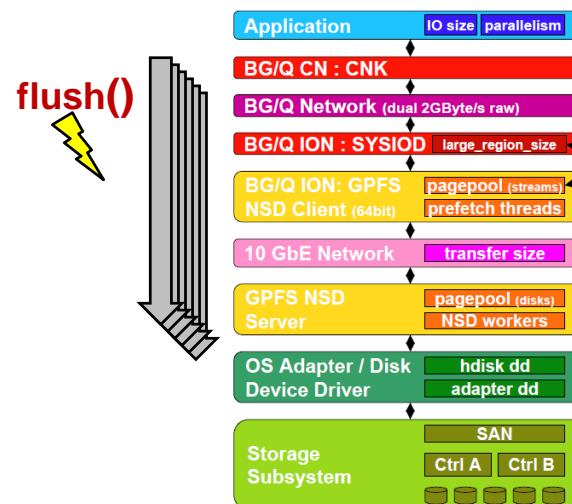 Application IO size parallelism
BG/Q CN : CNK
flush()
BG/Q Network (dual 2GByte/s raw)
BG/Q ION : SYSIOD large_region_size
BG/Q ION: GPFS pagepool (streams)
NSD Client (64bit) prefetch threads
10 GbE Network transfer size
GPFS NSD pagepool (disks)
Server NSD workers
OS Adapter / Disk hdisk dd
Device Driver adapter dd
SAN
Storage
Subsystem Ctrl A Ctrl B